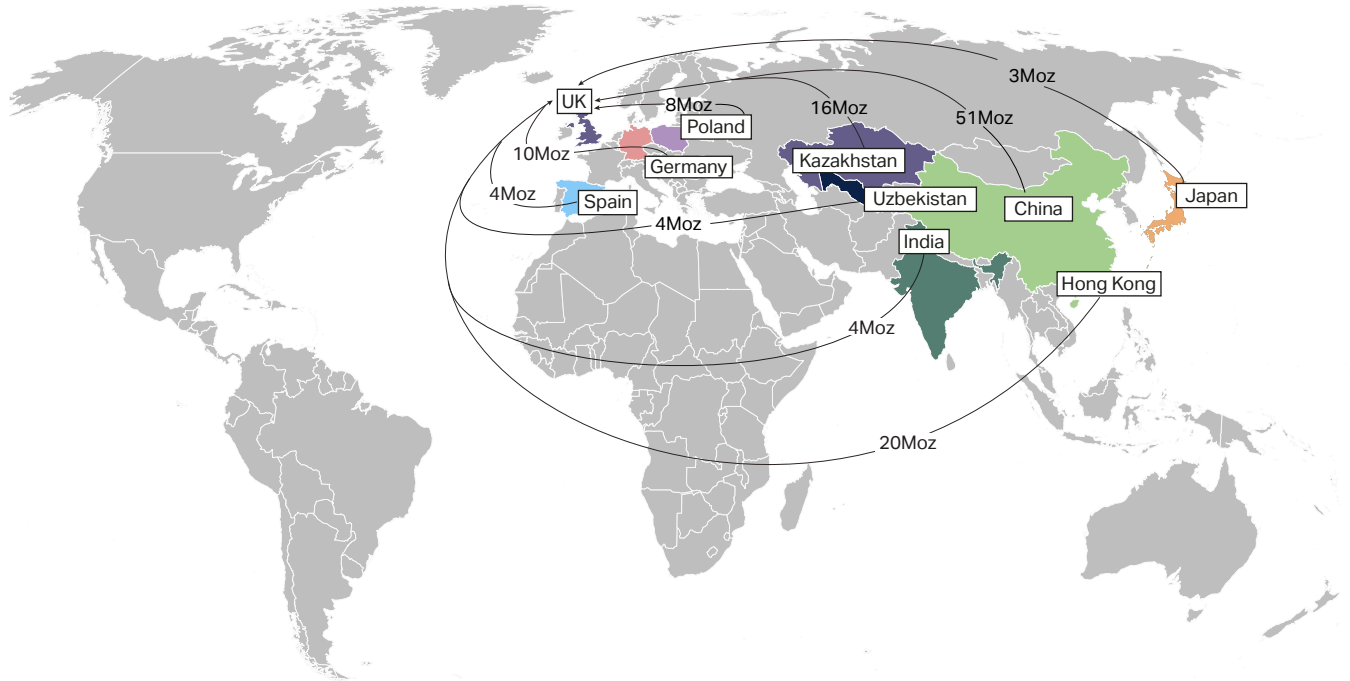 3Moz
UK
8Moz
16Moz
51Moz
Poland
10Moz
Germany
Kazakhstan
4Moz
Spain
Uzbekistan
China
Japan
4Moz
India
Hong Kong
4Moz
20Moz